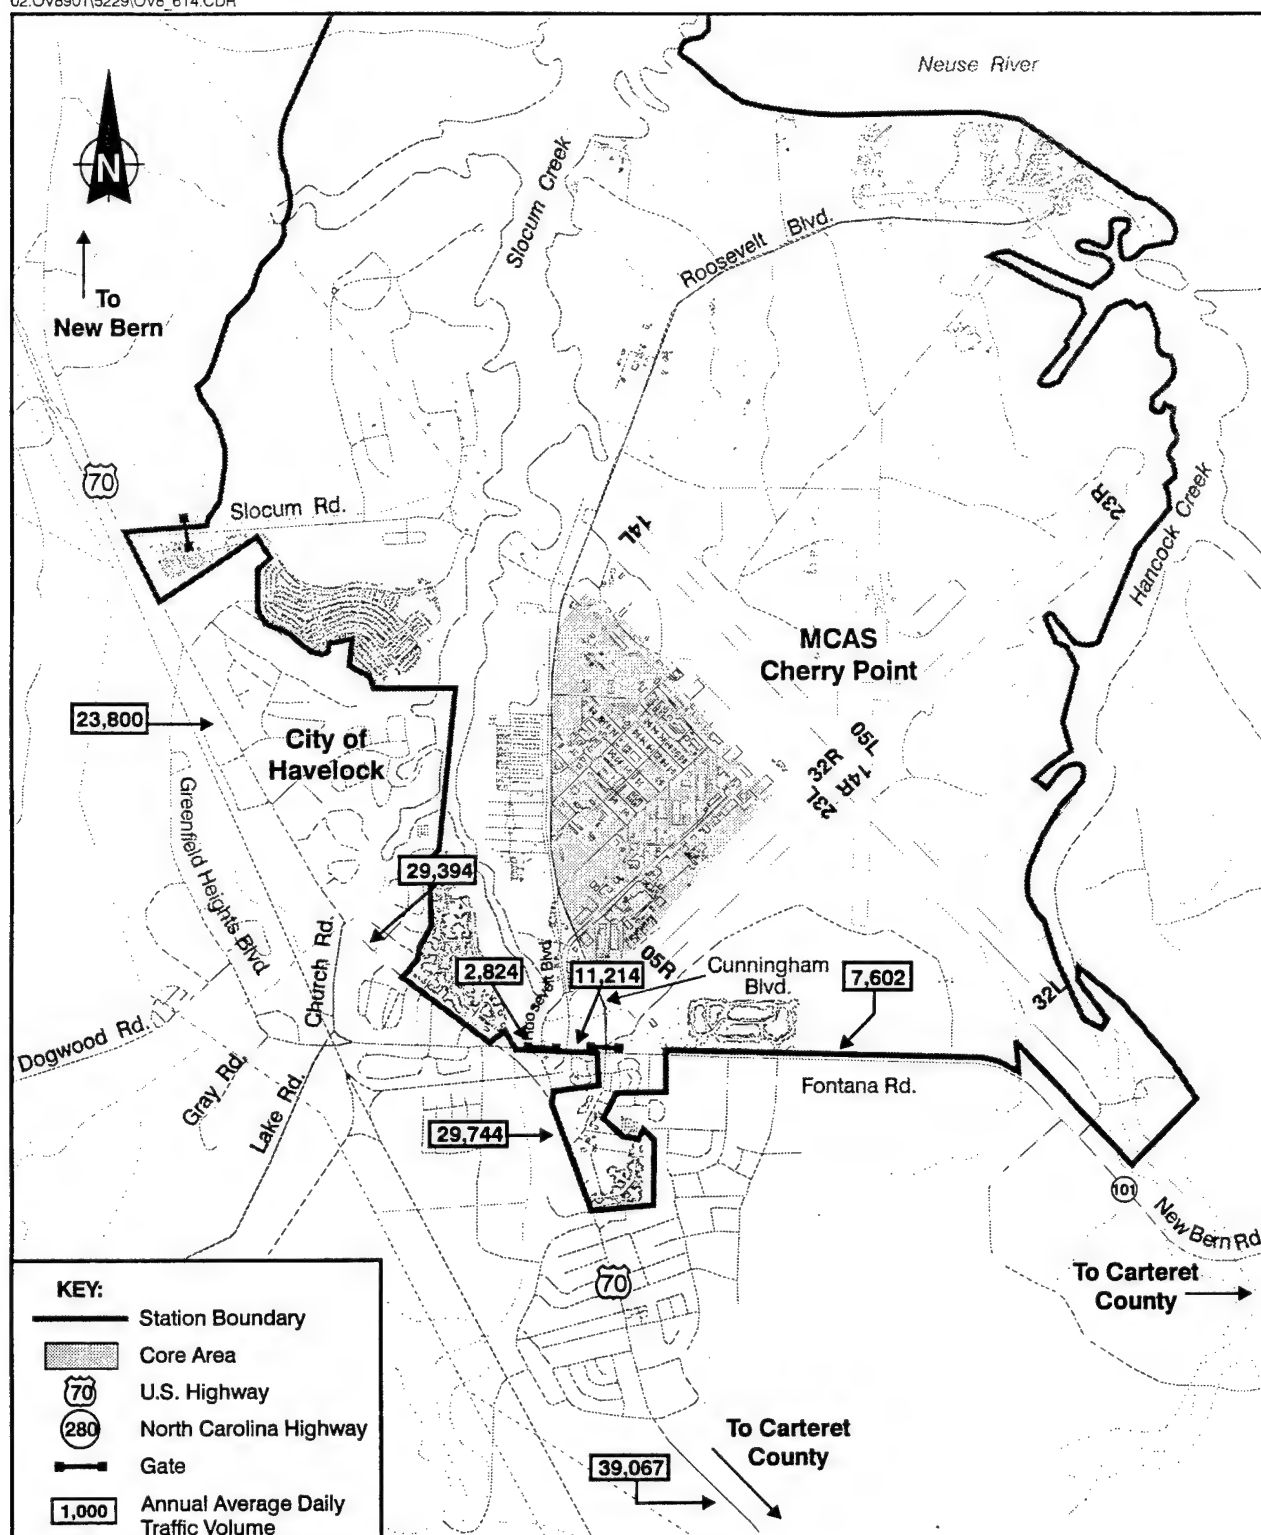 02:OV8901\5229\OV8_614.CDR
Neuse River
N
To
New Bern
Slocum Creek
Roosevelt Blvd.
70
Slocum Rd.
14L
23R
Hancock Creek
MCAS
Cherry Point
23,800
City of
Havelock
05L
32R
14R
23L
Greenfield Heights Blvd.
29,394
Church Rd.
2,824
Roosevelt Blvd
11,214
05R
Cunningham
Blvd.
7,602
32L
Dogwood Rd.
Gray Rd.
Lake Rd.
Fontana Rd.
29,744
101
New Bern Rd
To Carteret
County
70
KEY:
Station Boundary
Core Area
70 U.S. Highway
280 North Carolina Highway
Gate
1,000 Annual Average Daily
Traffic Volume
To Carteret
County
39,067